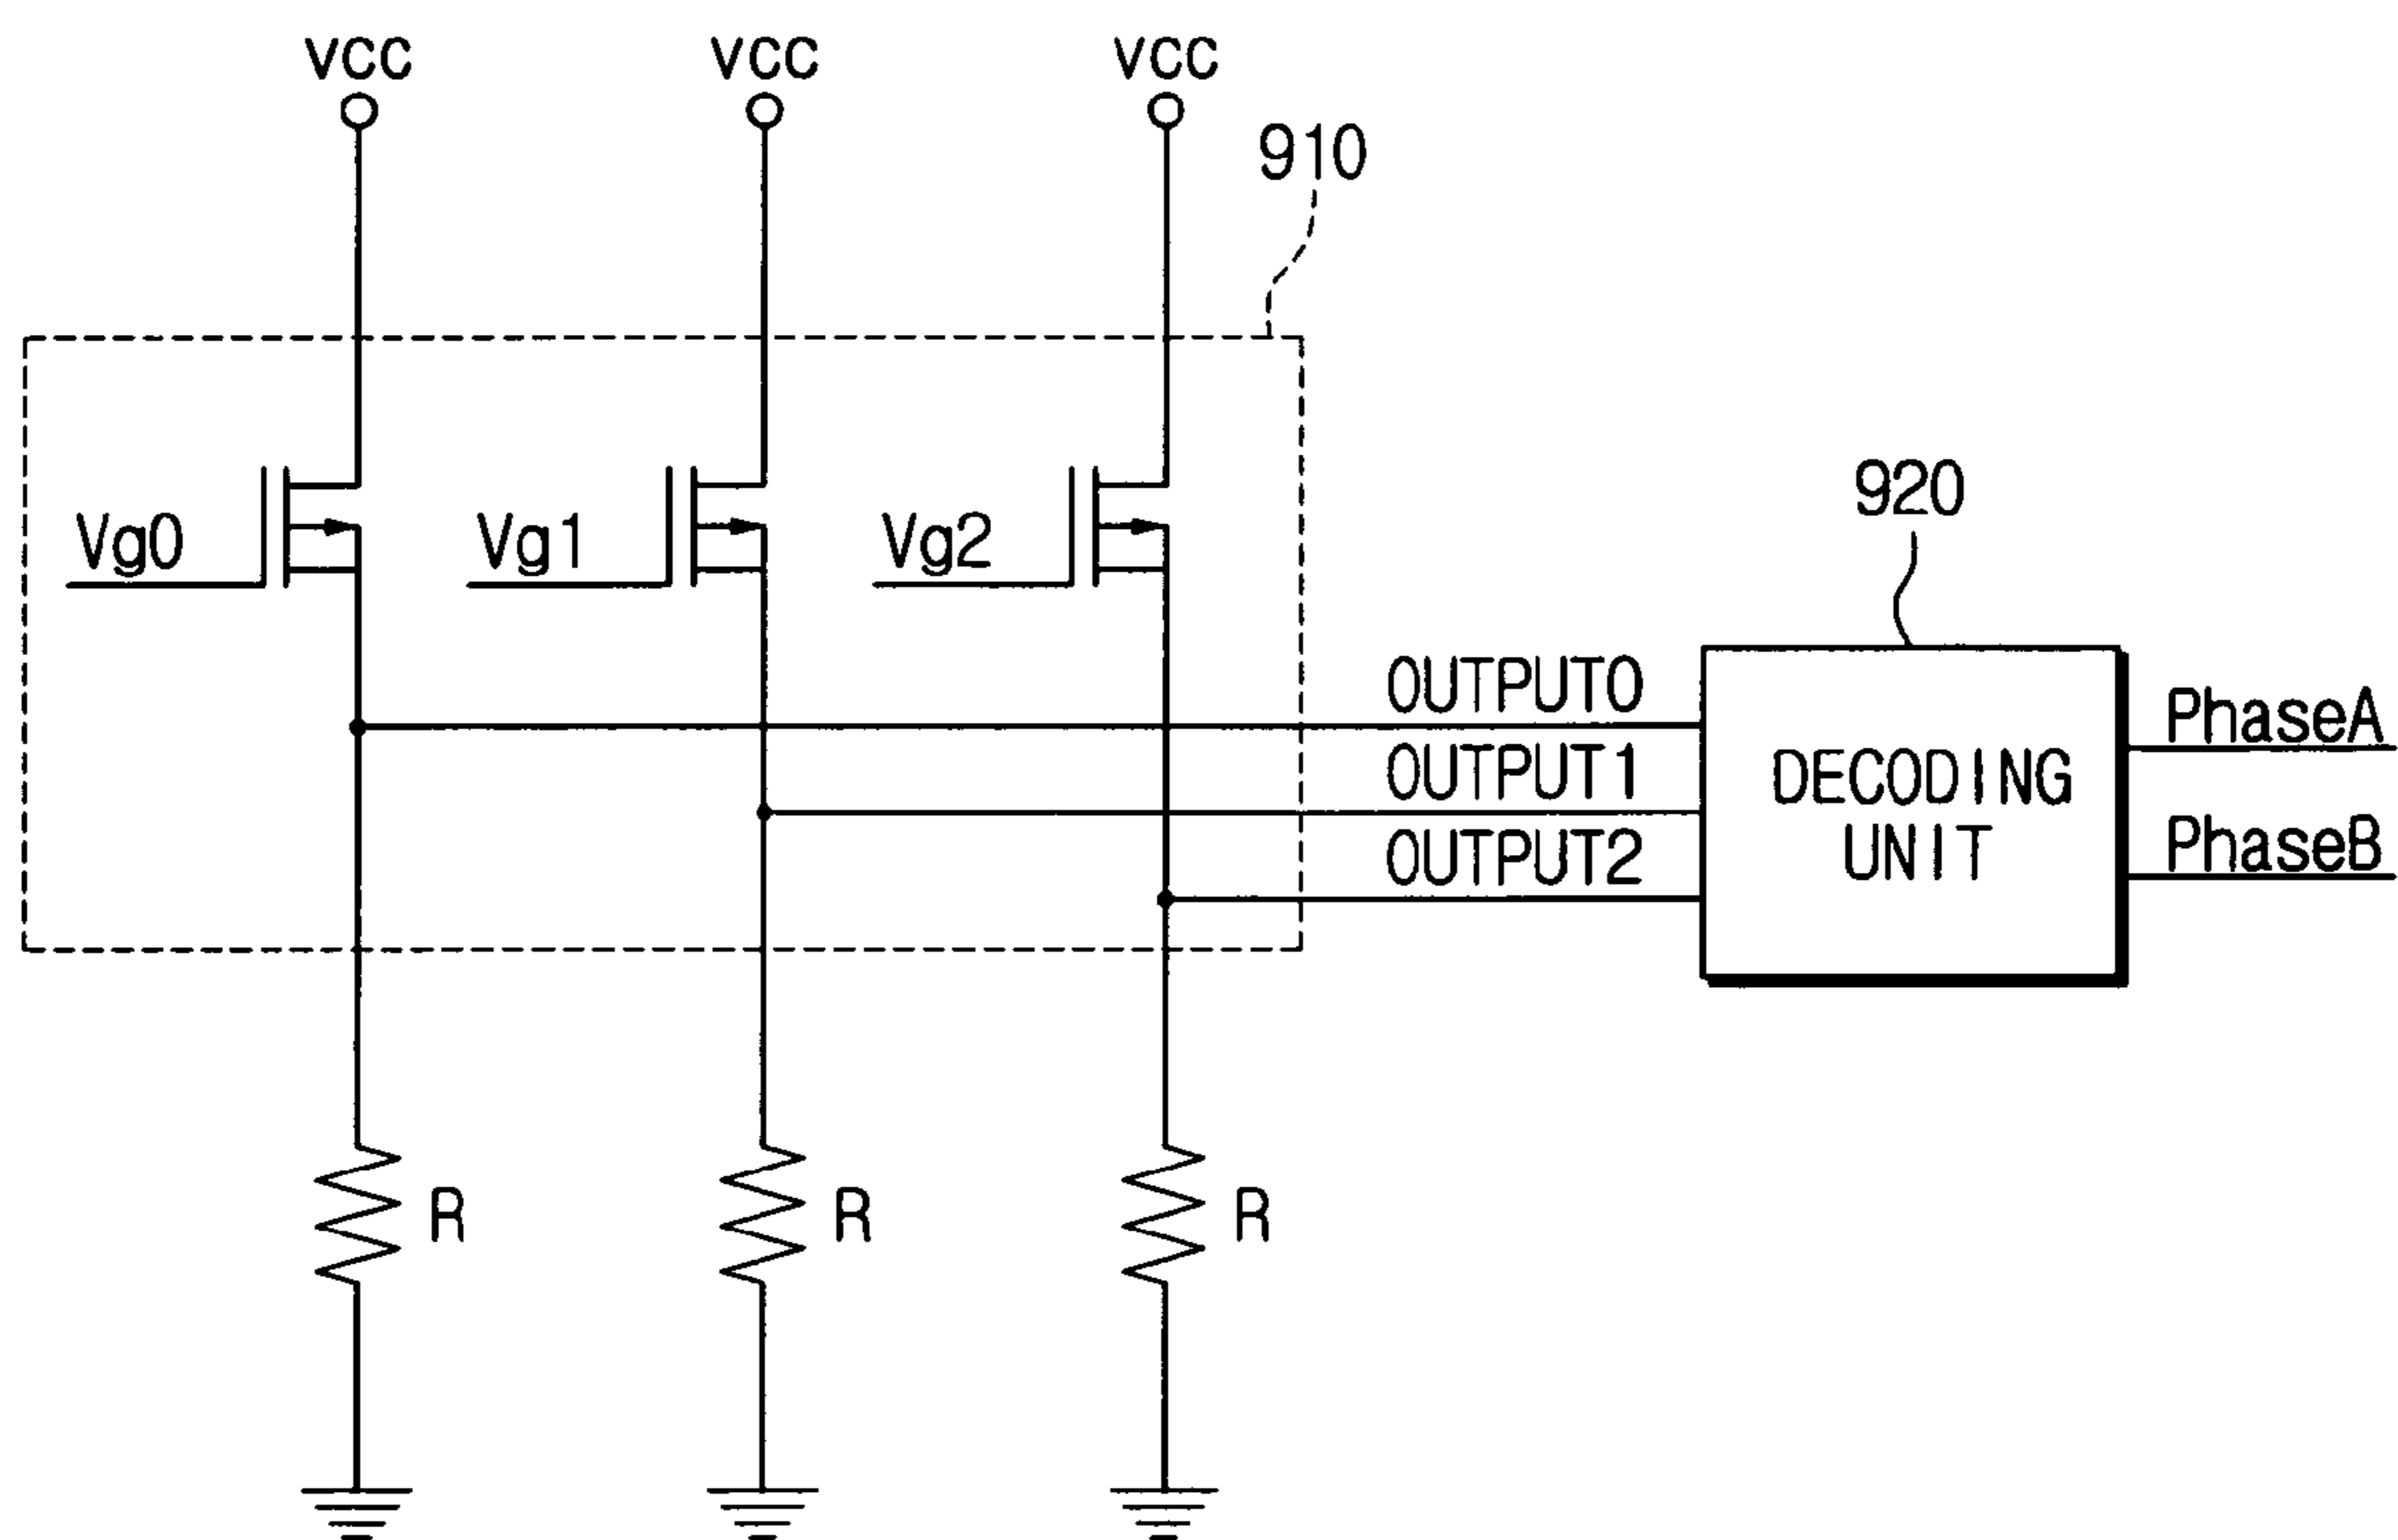 VCC
VCC
VCC
910
Vg0
Vg1
Vg2
920
OUTPUT0
OUTPUT1
OUTPUT2
DECODING
UNIT
PhaseA
PhaseB
R
R
R